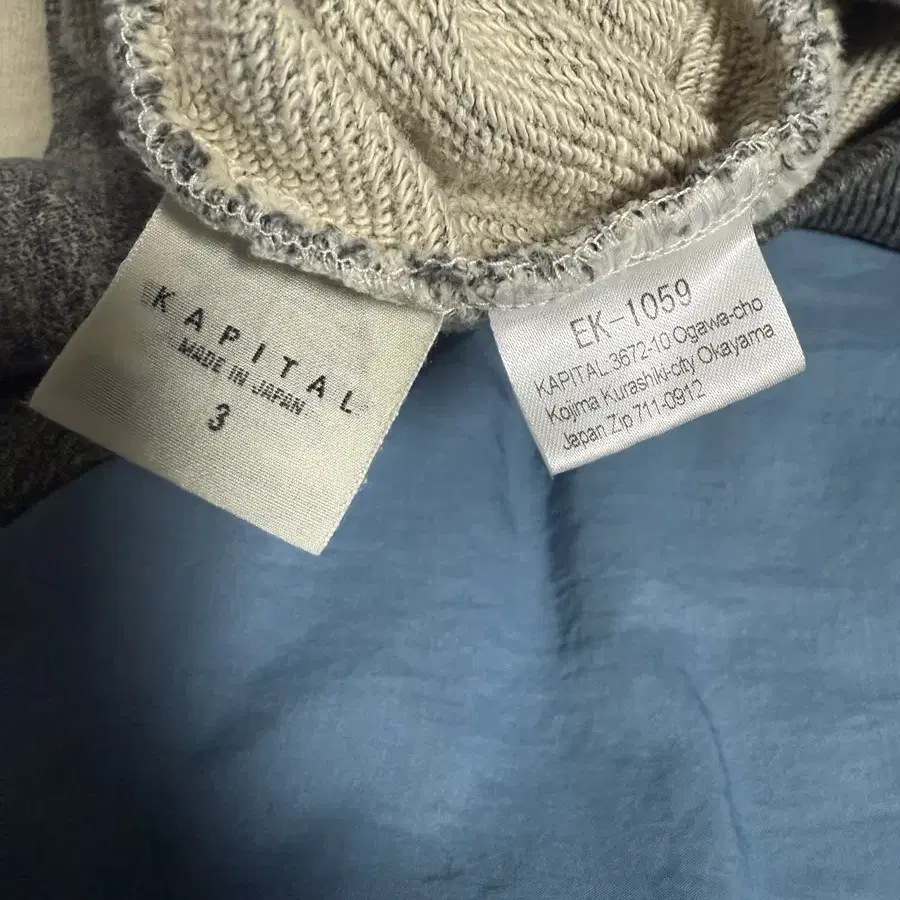 KAPITAL
MADE IN JAPAN
3
EK-1059
KAPITAL 3672-10 Ogawa-cho
Kojima Kurashiki-city Okayama
Japan Zip 711-0912